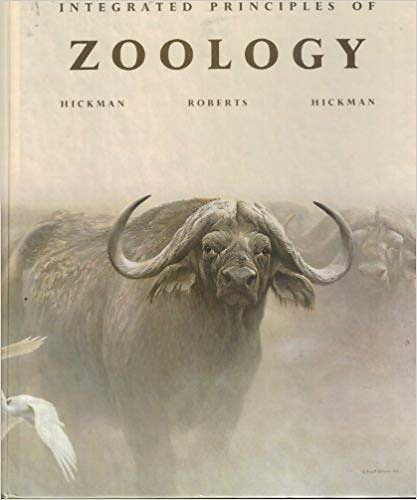 INTEGRATED PRINCIPLES OF
ZOOLOGY
HICKMAN ROBERTS HICKMAN